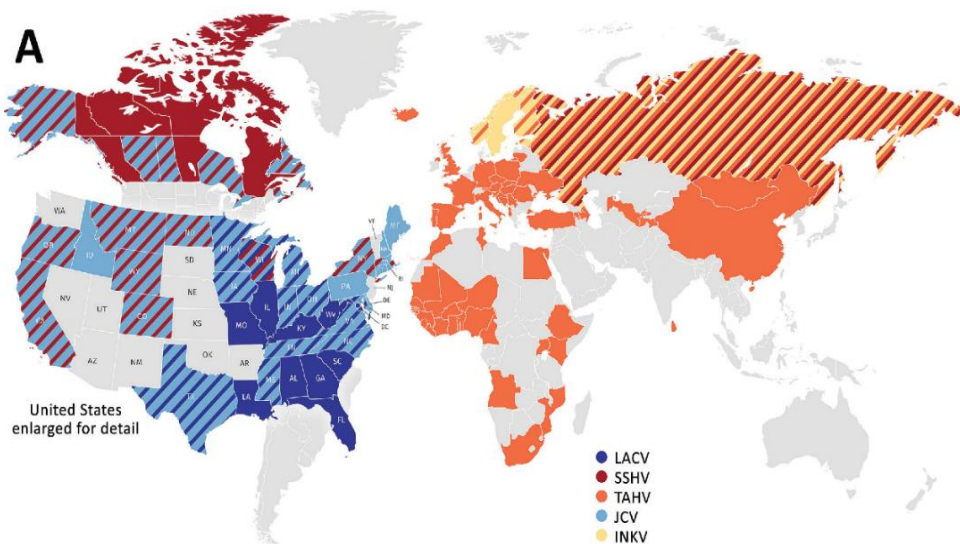 A
WA
OR
CA
ID
NV
MT
WY
UT
AZ
CO
NM
ND
SD
NE
KS
OK
TX
MN
IA
MO
AR
LA
WI
IL
MS
MI
IN
KY
TN
AL
OH
WV
GA
FL
SC
NC
VA
PA
NY
VT
ME
RI
NJ
DE
MD
DC
United States
enlarged for detail
LACV
SSHV
TAHV
JCV
INKV